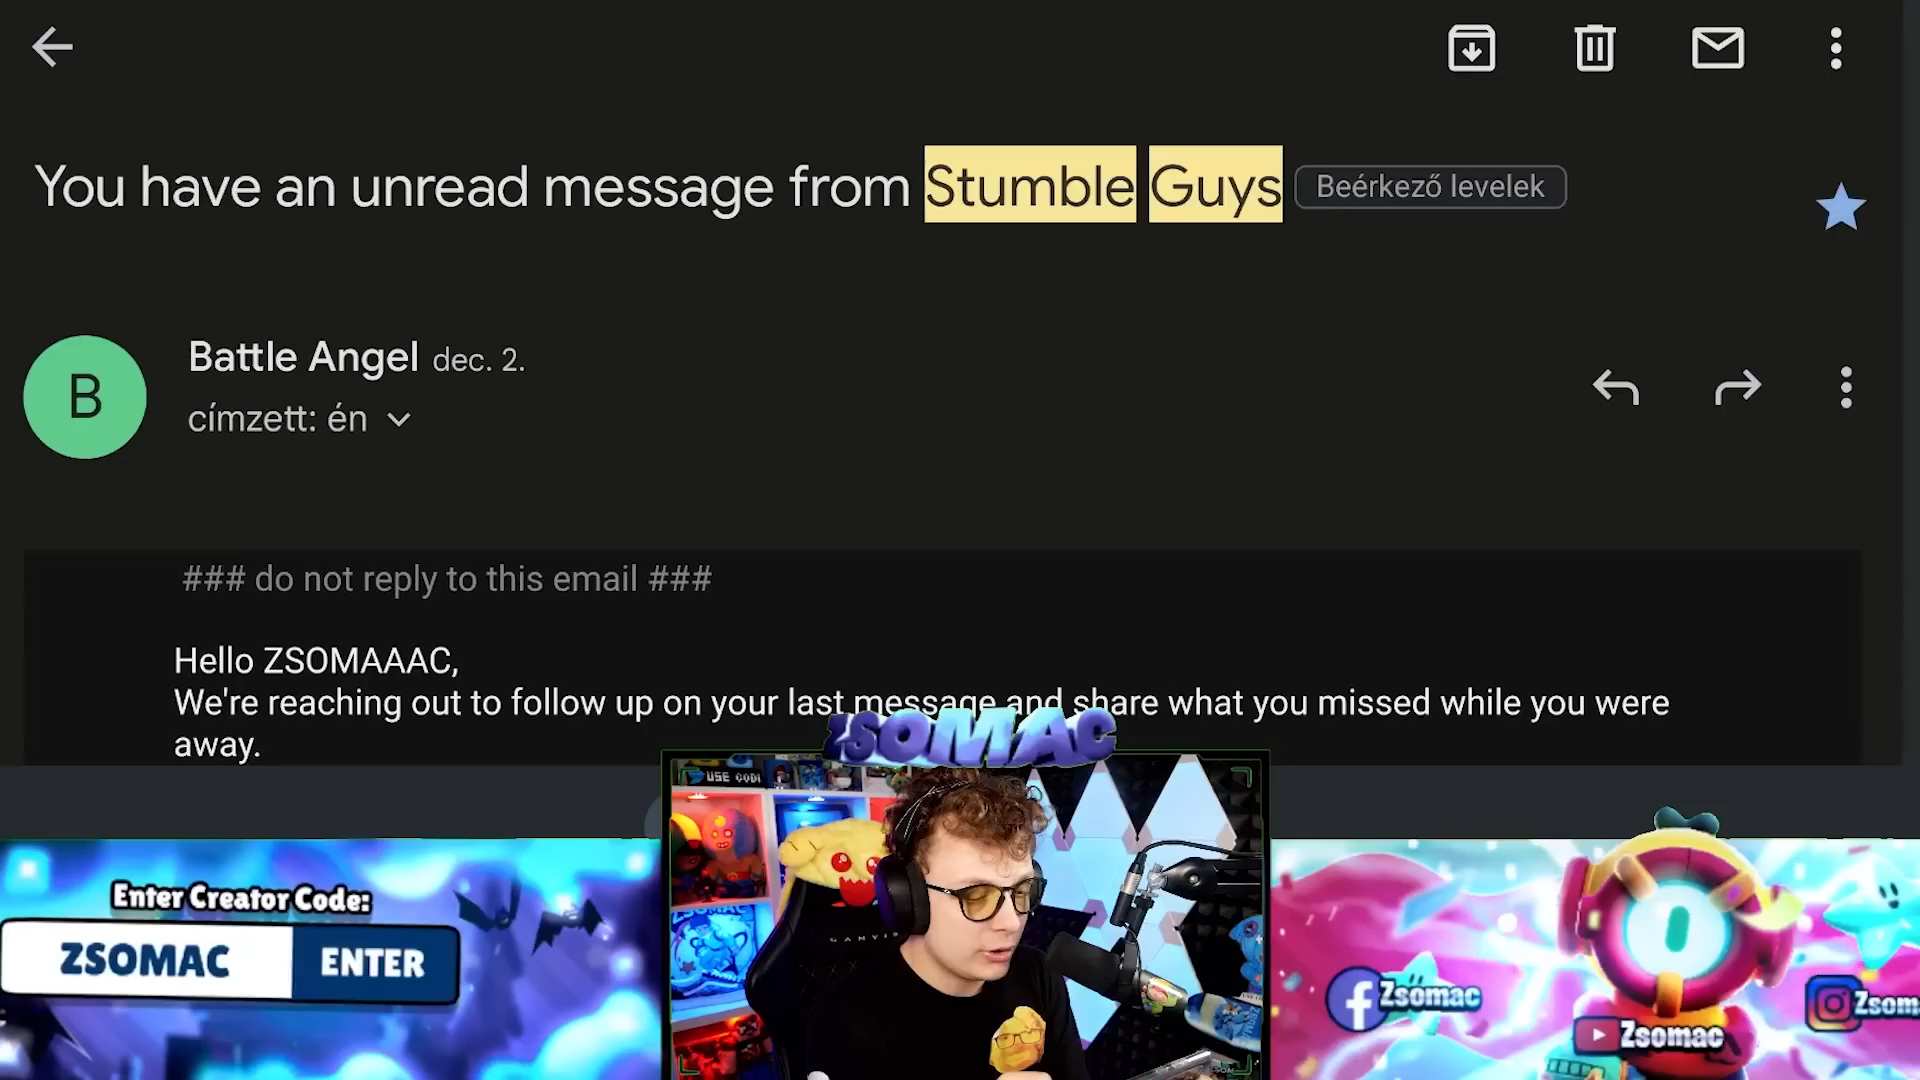 You have an unread message from Stumble Guys Beérkező levelek
B
Battle Angel dec. 2.
címzett: én
### do not reply to this email ###
Hello ZSOMAAAC,
We're reaching out to follow up on your last message and share what you missed while you were
away.
ZSOMAC
USE CODE
Enter Creator Code:
ZSOMAC ENTER
Zsomac
Zsomac